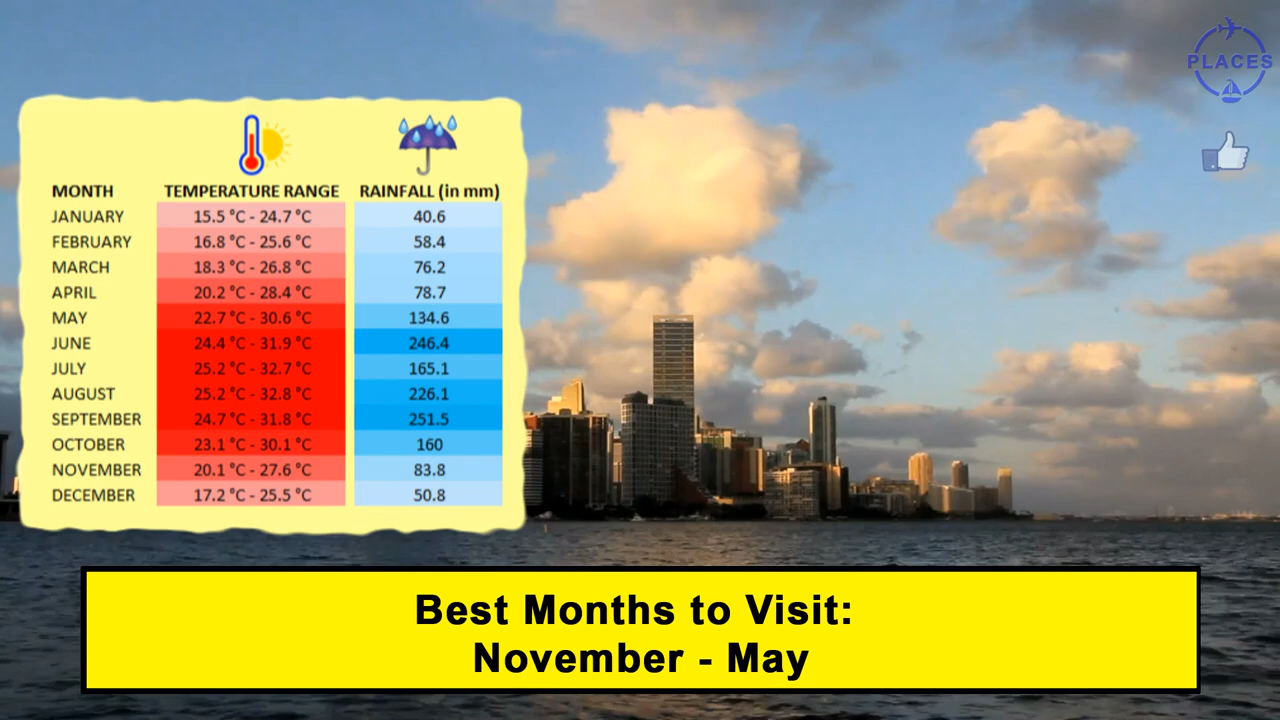 PLACES
MONTH TEMPERATURE RANGE RAINFALL (in mm)
JANUARY 15.5 °C - 24.7 °C 40.6
FEBRUARY 16.8 °C - 25.6 °C 58.4
MARCH 18.3 °C - 26.8 °C 76.2
APRIL 20.2 °C - 28.4 °C 78.7
MAY 22.7 °C - 30.6 °C 134.6
JUNE 24.4 °C - 31.9 °C 246.4
JULY 25.2 °C - 32.7 °C 165.1
AUGUST 25.2 °C - 32.8 °C 226.1
SEPTEMBER 24.7 °C - 31.8 °C 251.5
OCTOBER 23.1 °C - 30.1 °C 160
NOVEMBER 20.1 °C - 27.6 °C 83.8
DECEMBER 17.2 °C - 25.5 °C 50.8
Best Months to Visit:
November - May